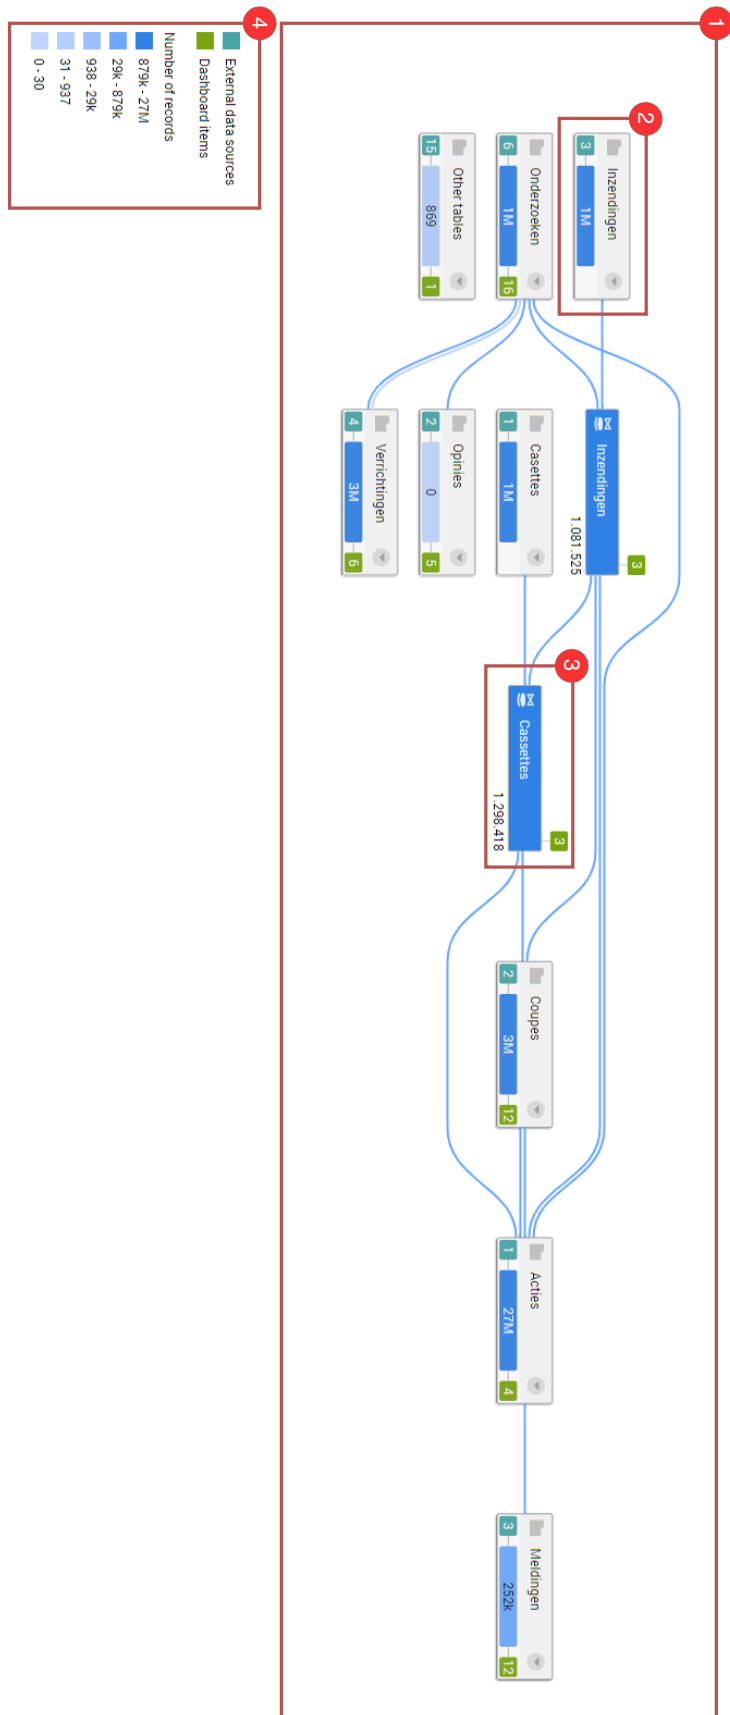 1
2
Inzendingen
3
1M
Onderzoeken
6
1M
16
Other tables
15
869
1
Inzendingen
1.081.525
3
Casettes
1
1M
Opinies
2
0
5
Verrichtingen
4
3M
6
3
Cassettes
1.298.418
3
Coupes
2
3M
12
Acties
1
27M
4
Meldingen
3
252k
12
4
External data sources
Dashboard items
Number of records
879k - 27M
29k - 879k
938 - 29k
31 - 937
0 - 30